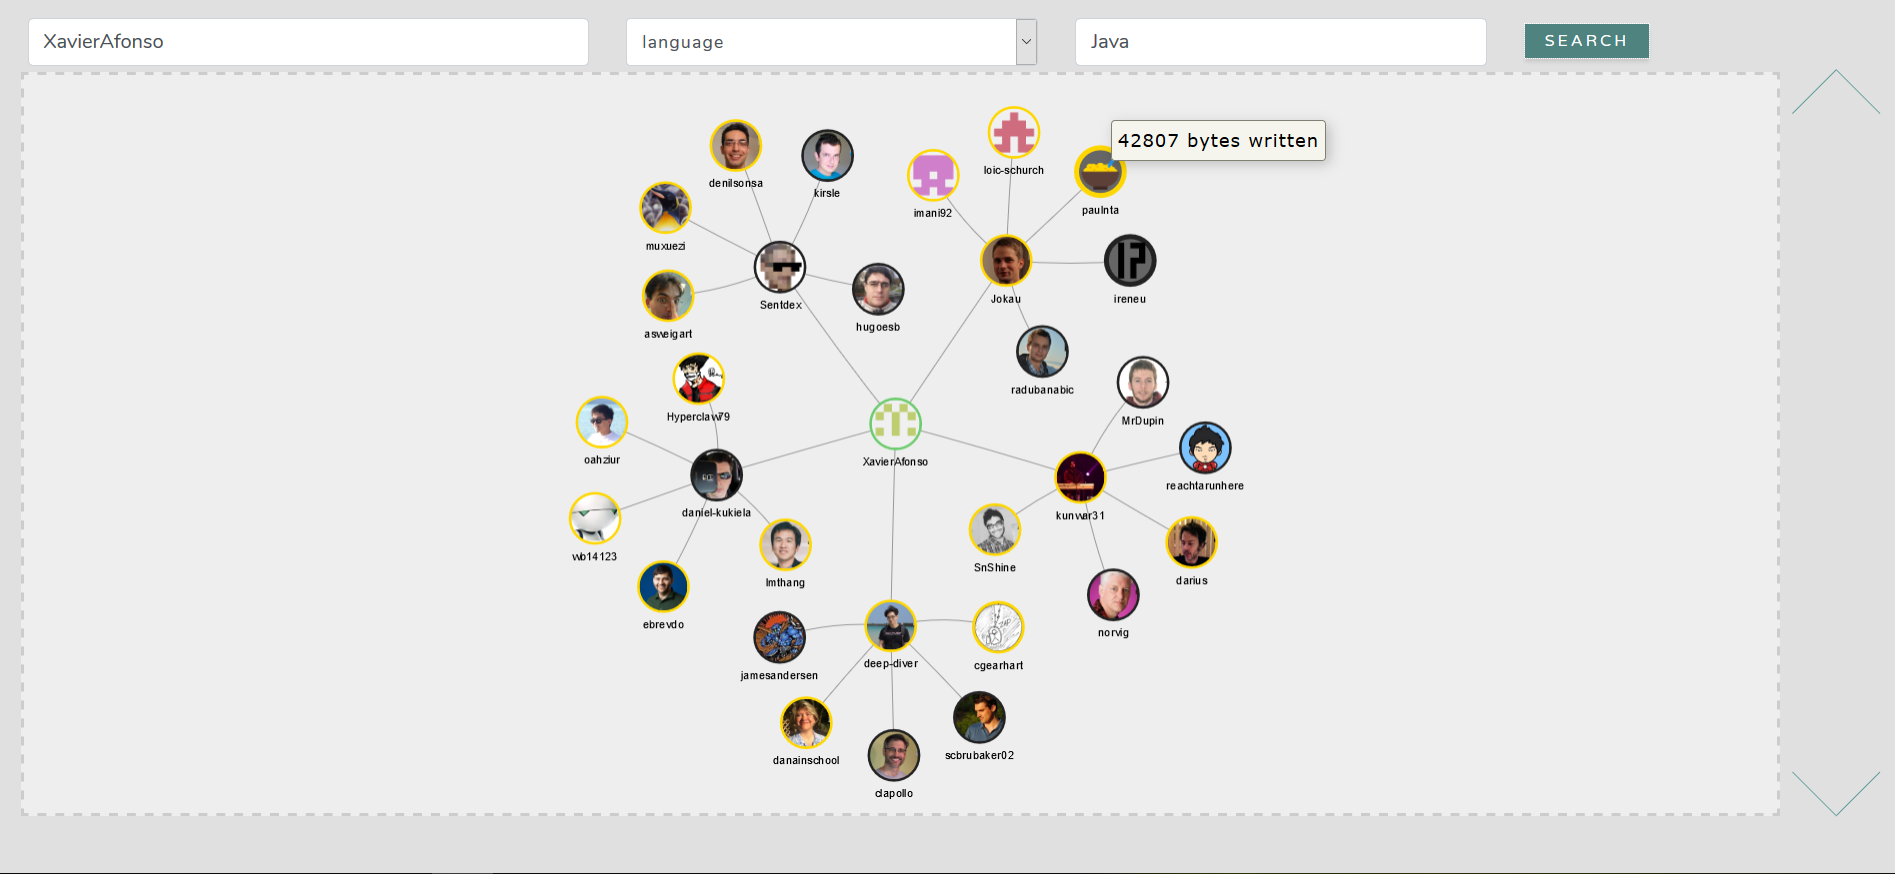 XavierAfonso
language
Java
SEARCH
42807 bytes written
denilsonsa
kirsle
loic-schurch
imani92
paulnta
muxuezi
Sentdex
Jokau
ireneu
asweigart
hugoesb
radubanabic
Hyperclaw79
MrDupin
oahziur
XavierAfonso
reachtarunhere
daniel-kukiela
kunwar31
wb14123
lmthang
SnShine
darius
ebrevdo
norvig
jamesandersen
deep-diver
cgearhart
danainschool
clapollo
scbrubaker02